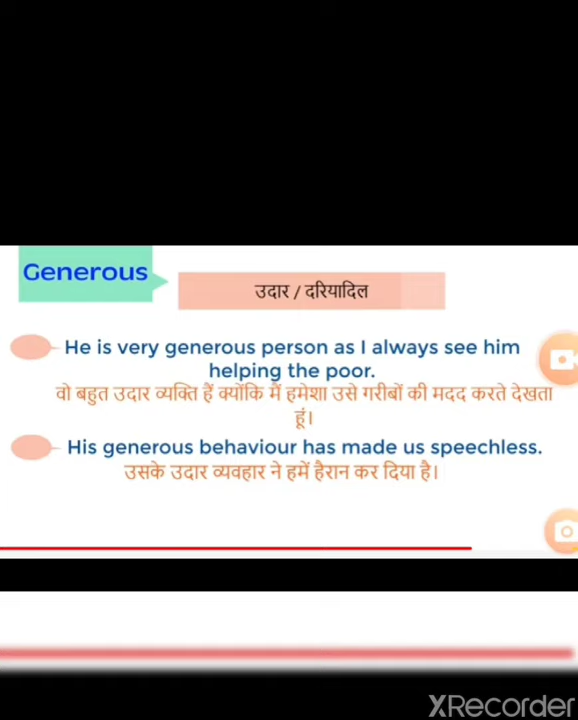 Generous
उदार / दरियादिल
He is very generous person as I always see him
helping the poor.
वो बहुत उदार व्यक्ति हैं क्योंकि मैं हमेशा उसे गरीबों की मदद करते देखता
हूं।
His generous behaviour has made us speechless.
उसके उदार व्यवहार ने हमें हैरान कर दिया है।
XRecorder